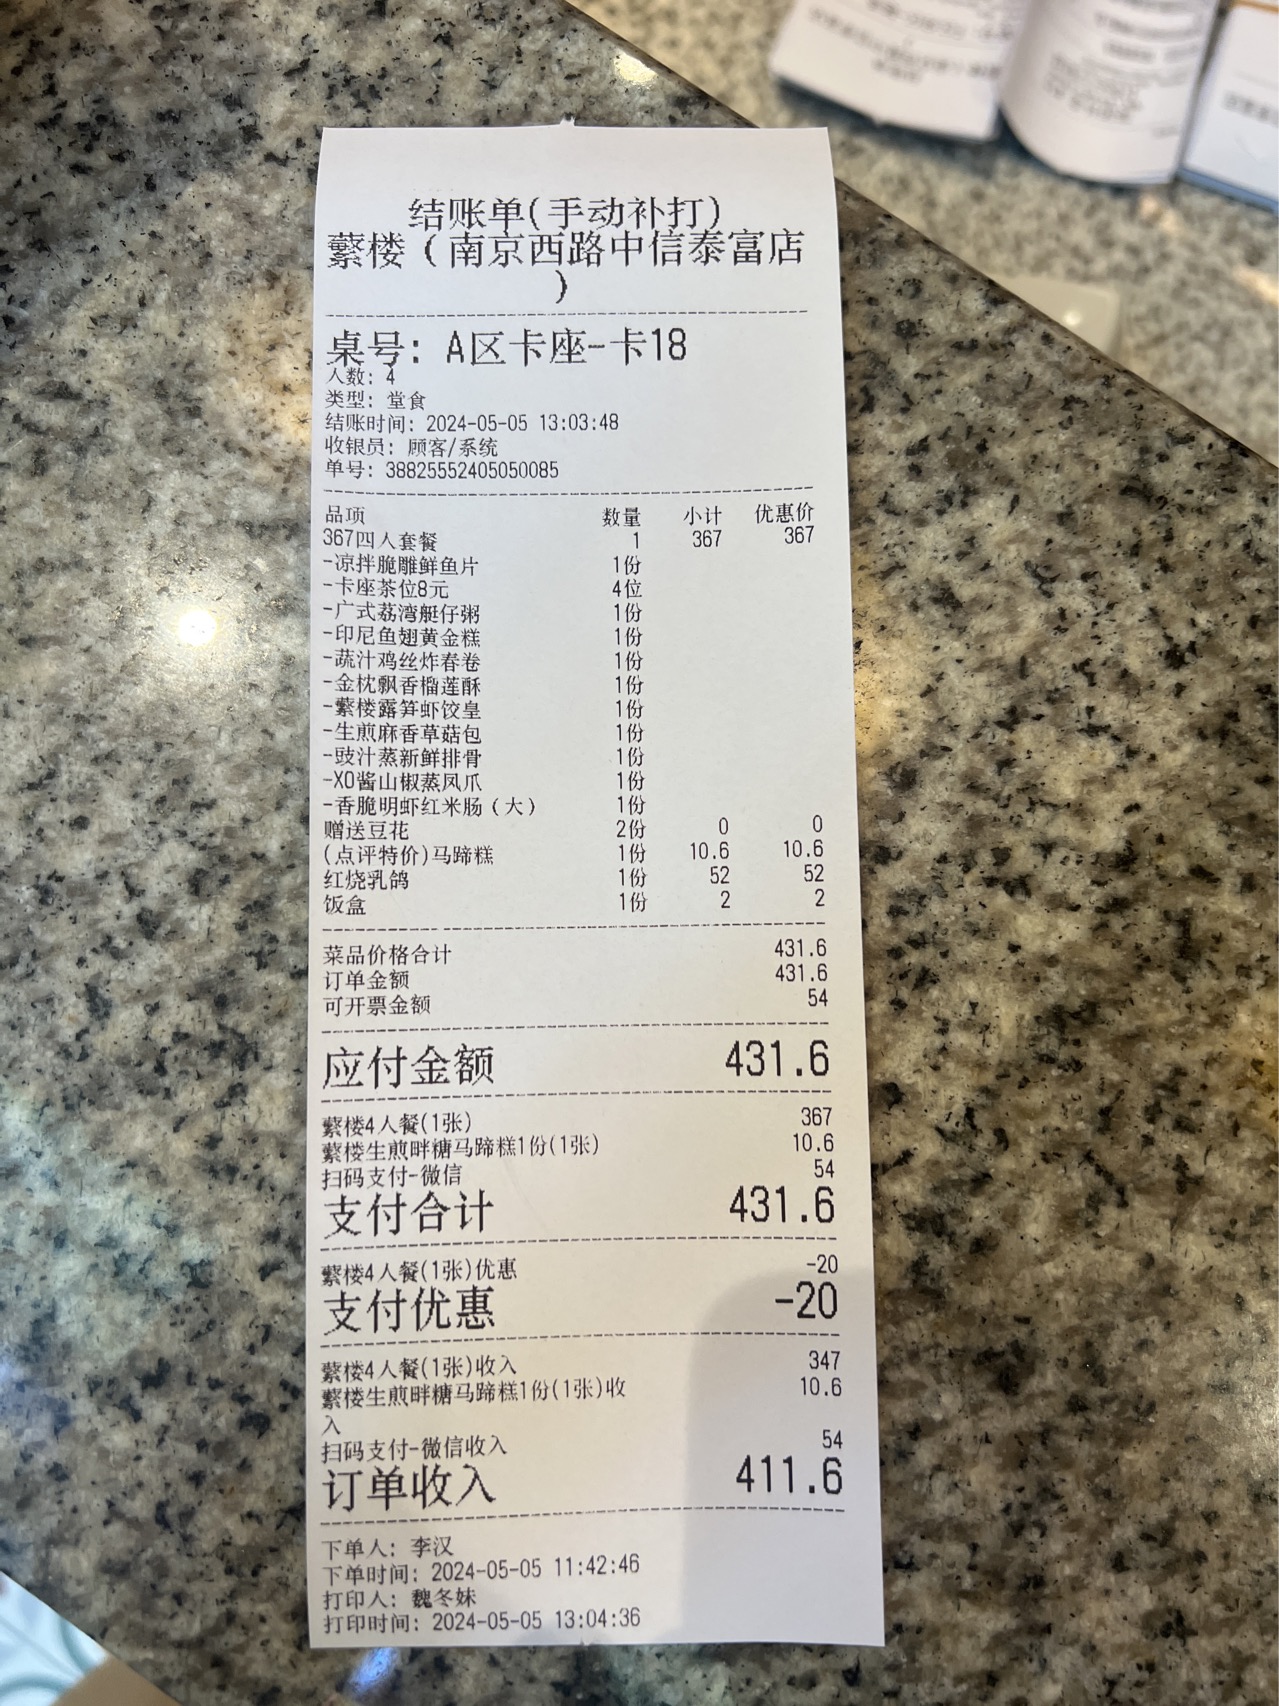 结账单(手动补打)
蘩楼（南京西路中信泰富店
）
桌号: A区卡座-卡18
人数: 4
类型: 堂食
结账时间: 2024-05-05 13:03:48
收银员: 顾客/系统
单号: 38825552405050085
品项 数量 小计 优惠价
367四人套餐 1 367 367
-凉拌脆雕鲜鱼片 1份
-卡座茶位8元 4位
-广式荔湾艇仔粥 1份
-印尼鱼翅黄金糕 1份
-蔬汁鸡丝炸春卷 1份
-金枕飘香榴莲酥 1份
-蘩楼露笋虾饺皇 1份
-生煎麻香草菇包 1份
-豉汁蒸新鲜排骨 1份
-XO酱山椒蒸凤爪 1份
-香脆明虾红米肠（大） 1份
赠送豆花 2份 0 0
(点评特价)马蹄糕 1份 10.6 10.6
红烧乳鸽 1份 52 52
饭盒 1份 2 2
菜品价格合计 431.6
订单金额 431.6
可开票金额 54
应付金额 431.6
蘩楼4人餐(1张) 367
蘩楼生煎畔糖马蹄糕1份(1张) 10.6
扫码支付-微信 54
支付合计 431.6
蘩楼4人餐(1张)优惠 -20
支付优惠 -20
蘩楼4人餐(1张)收入 347
蘩楼生煎畔糖马蹄糕1份(1张)收 10.6
入
扫码支付-微信收入 54
订单收入 411.6
下单人: 李汉
下单时间: 2024-05-05 11:42:46
打印人: 魏冬妹
打印时间: 2024-05-05 13:04:36